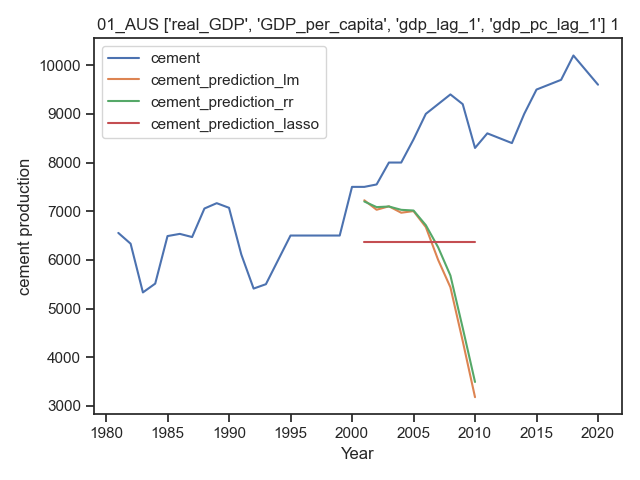 01_AUS ['real_GDP', 'GDP_per_capita', 'gdp_lag_1', 'gdp_pc_lag_1'] 1
cement
cement_prediction_lm
cement_prediction_rr
cement_prediction_lasso
cement production
10000
9000
8000
7000
6000
5000
4000
3000
1980 1985 1990 1995 2000 2005 2010 2015 2020
Year